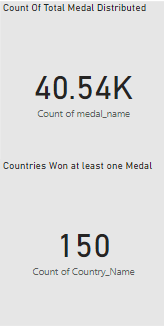 Count Of Total Medal Distributed
40.54K
Count of medal_name
Countries Won at least one Medal
150
Count of Country_Name